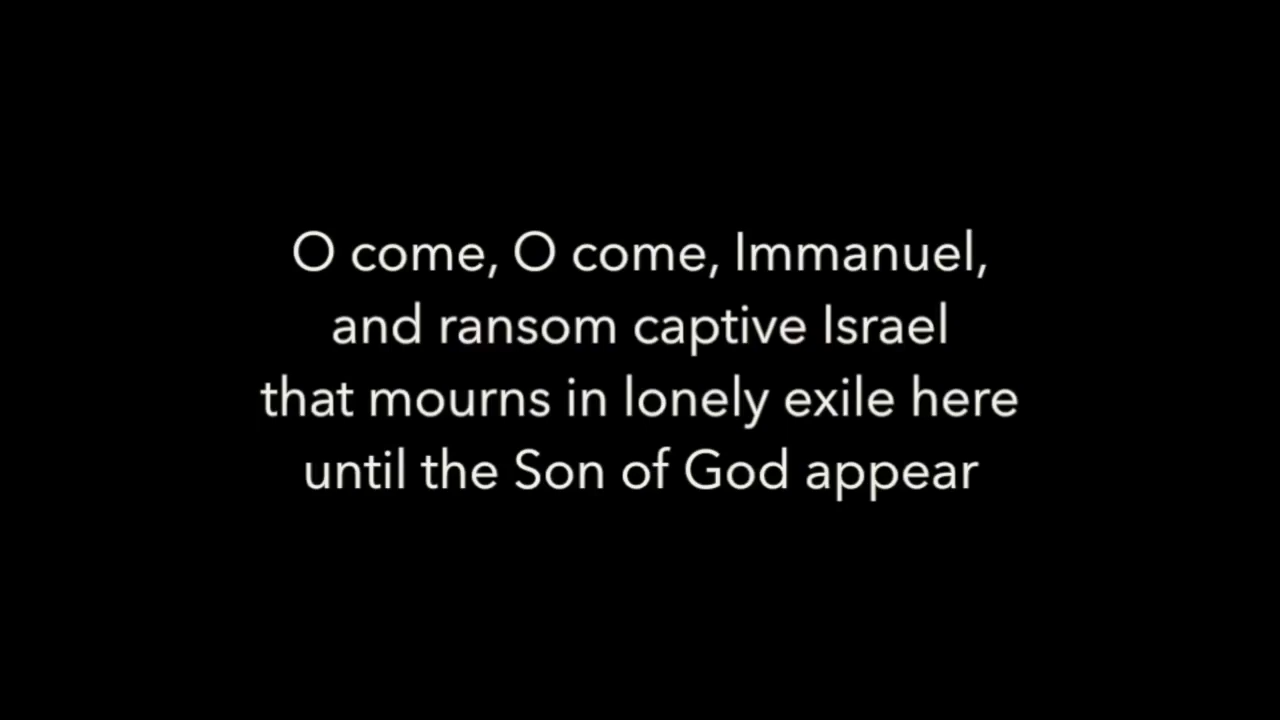 O come, O come, Immanuel,
and ransom captive Israel
that mourns in lonely exile here
until the Son of God appear